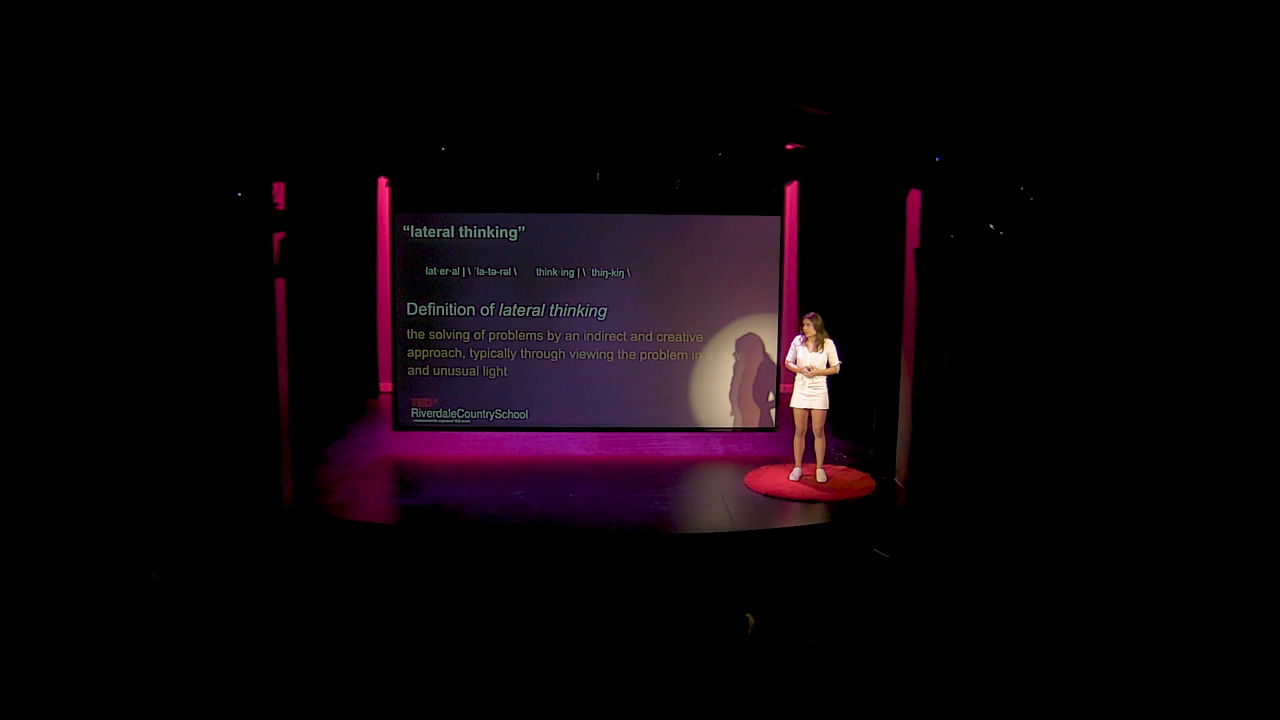 “lateral thinking”
lat·er·al | \ ˈla-tə-rəl \ think·ing | \ ˈthiŋ-kiŋ \
Definition of lateral thinking
the solving of problems by an indirect and creative
approach, typically through viewing the problem in a new
and unusual light
TEDx
RiverdaleCountrySchool